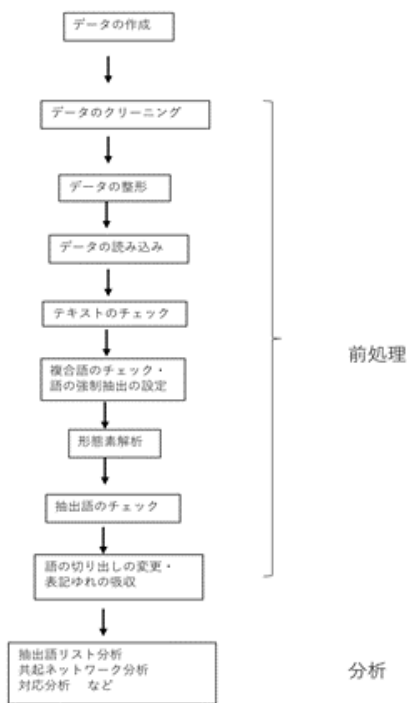 データの作成
データのクリーニング
データの整形
データの読み込み
テキストのチェック
複合語のチェック・
語の強制抽出の設定
形態素解析
抽出語のチェック
語の切り出しの変更・
表記ゆれの吸収
前処理
抽出語リスト分析
共起ネットワーク分析
対応分析 など
分析